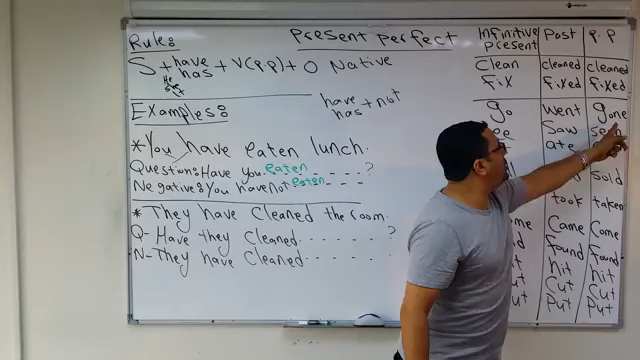 Rule:
Present perfect
S + have has + V(P.P) + O Native
He She It
have has + not
Examples:
*You have eaten lunch.
Question: Have you eaten - - - - ?
Negative: You have not eaten - - -
* They have cleaned the room.
Q- Have they cleaned. . . . . . ?
N- They have cleaned. . . . . .
Infinitive present Past P.P
Clean cleaned cleaned
Fix Fixed Fixed
go went gone
Saw seen
ate
sold
took taken
Came Come
Found Found
hit hit
Cut Cut
Put Put